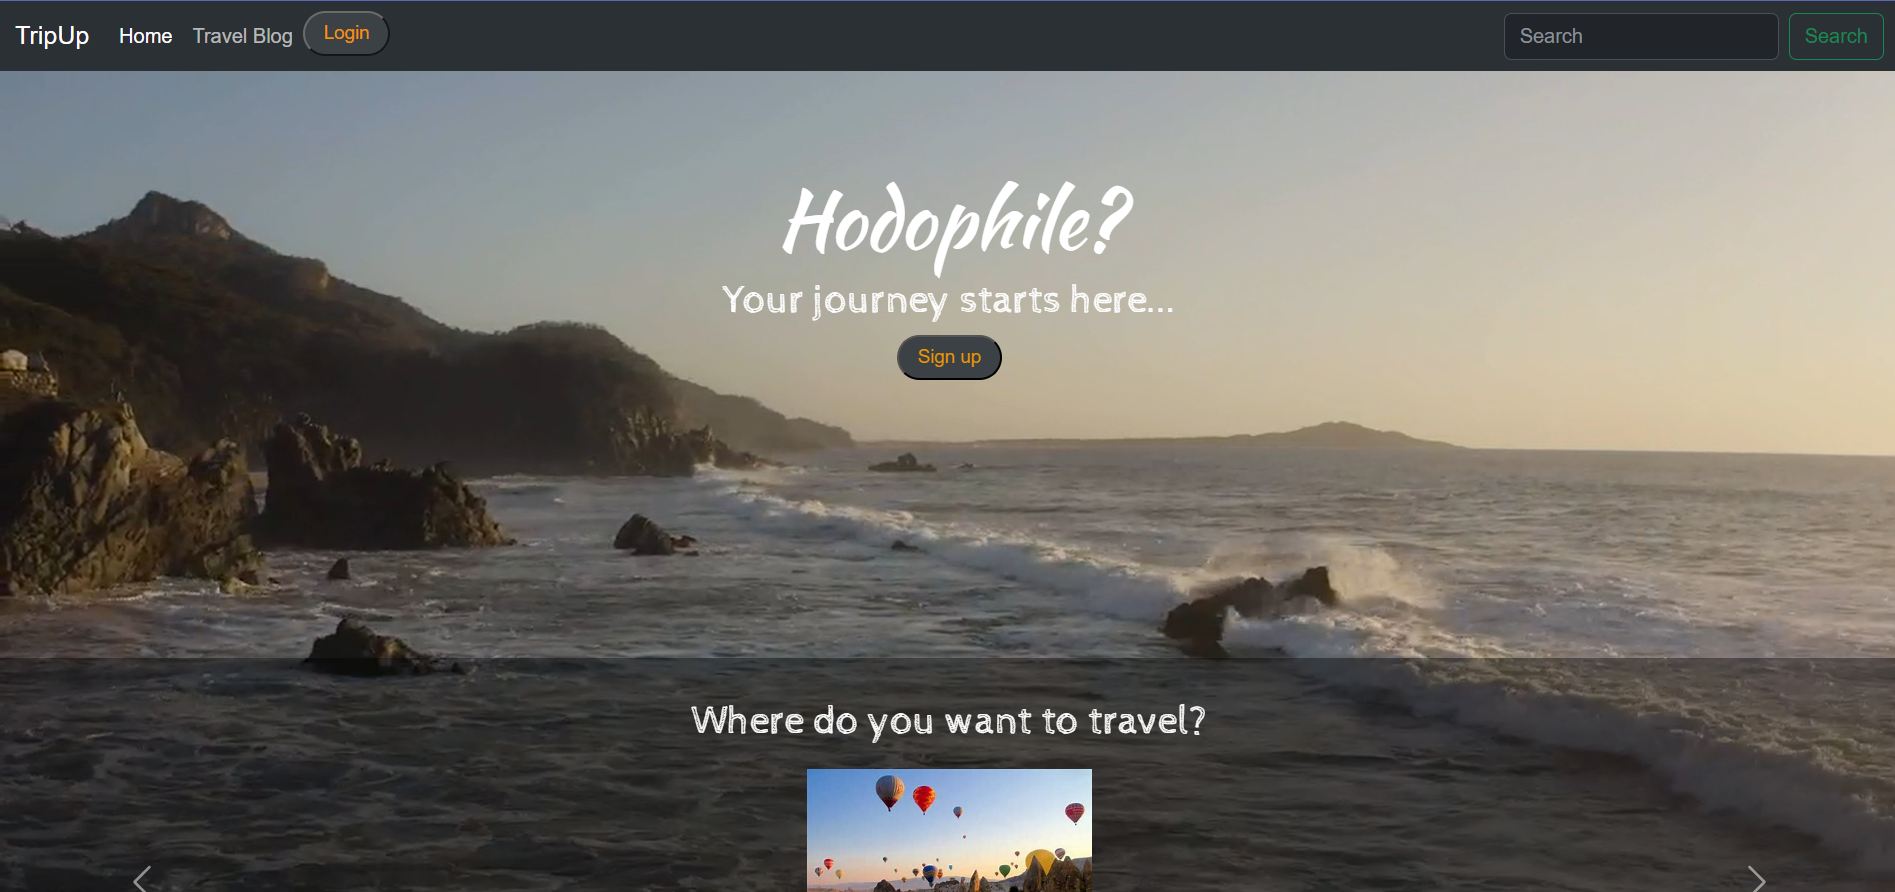 TripUp Home Travel Blog Login Search Search
Hodophile?
Your journey starts here...
Sign up
Where do you want to travel?